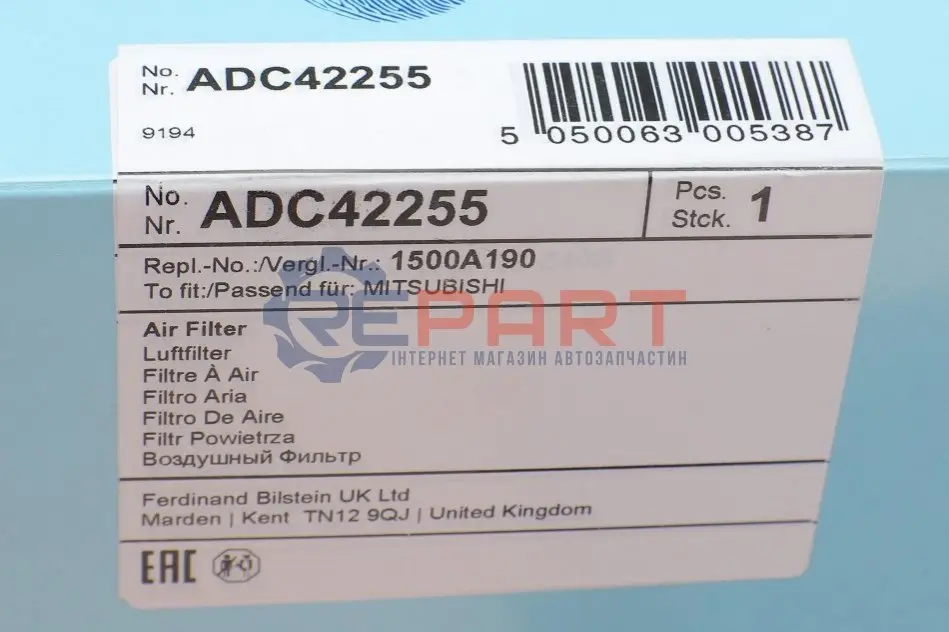 No. Nr. ADC42255
9194
5 050063 005387
No. Nr. ADC42255
Pcs. Stck. 1
Repl.-No.:/Vergl.-Nr.: 1500A190
To fit:/Passend für: MITSUBISHI
REPART
ІНТЕРНЕТ МАГАЗИН АВТОЗАПЧАСТИН
Air Filter
Luftfilter
Filtre À Air
Filtro Aria
Filtro De Aire
Filtr Powietrza
Воздушный Фильтр
Ferdinand Bilstein UK Ltd
Marden | Kent TN12 9QJ | United Kingdom
EAC